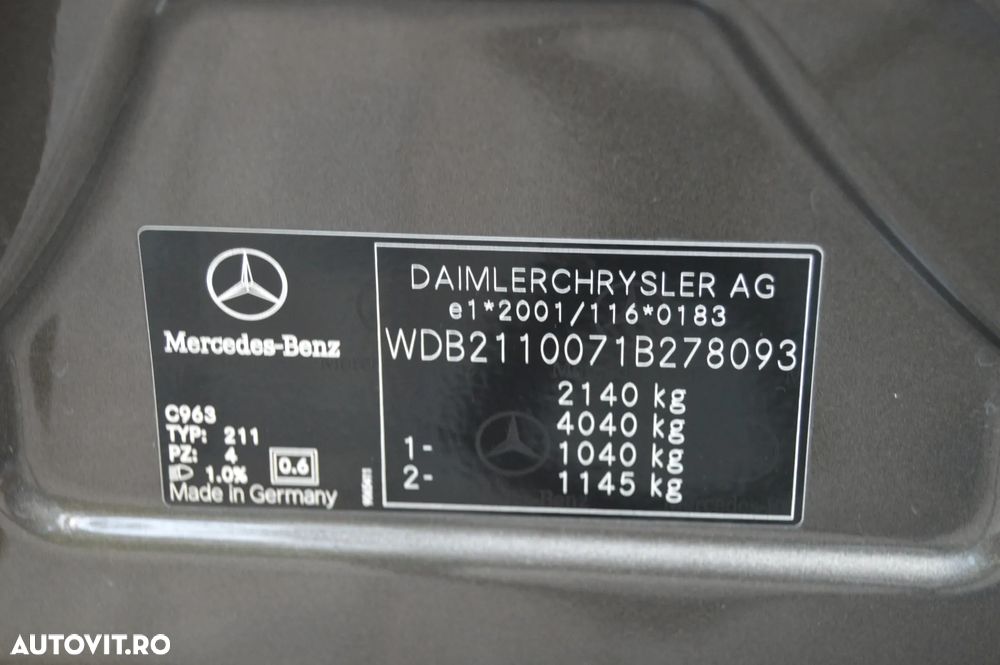 Mercedes-Benz
C963
TYP: 211
PZ: 4
1.0%
0.6
Made in Germany
DAIMLERCHRYSLER AG
e1*2001/116*0183
WDB2110071B278093
2140 kg
4040 kg
1- 1040 kg
2- 1145 kg
AUTOVIT.RO